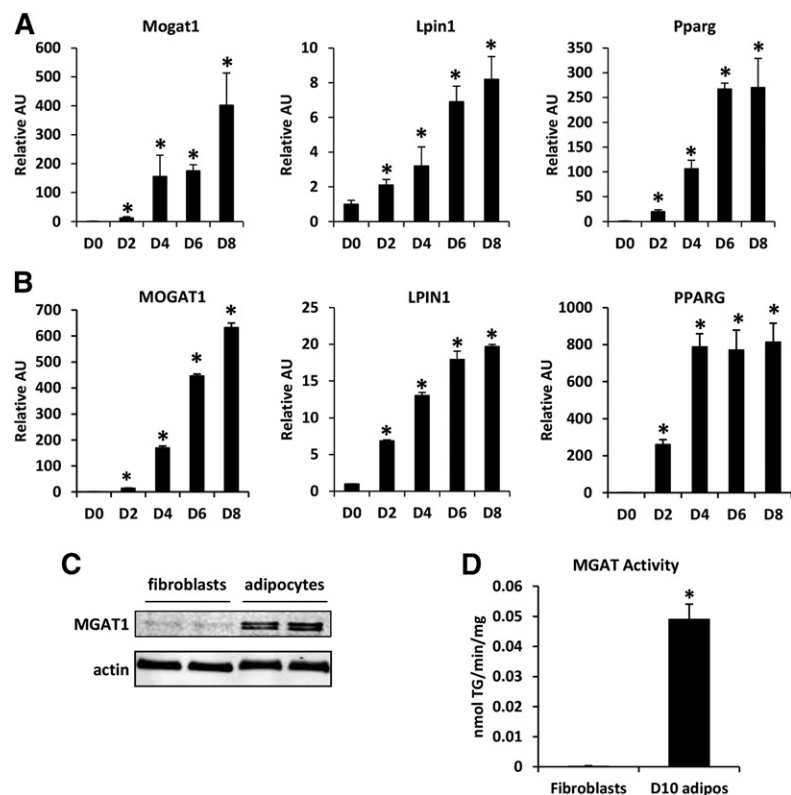 A
Mogat1
Relative AU
600
500
400
300
200
100
0
*
*
*
*
D0 D2 D4 D6 D8
Lpin1
Relative AU
10
8
6
4
2
0
*
*
*
*
D0 D2 D4 D6 D8
Pparg
Relative AU
350
300
250
200
150
100
50
0
*
*
*
*
D0 D2 D4 D6 D8
B
MOGAT1
Relative AU
700
600
500
400
300
200
100
0
*
*
*
*
D0 D2 D4 D6 D8
LPIN1
Relative AU
25
20
15
10
5
0
*
*
*
*
D0 D2 D4 D6 D8
PPARG
Relative AU
1000
800
600
400
200
0
*
*
*
*
D0 D2 D4 D6 D8
C
fibroblasts adipocytes
MGAT1
actin
D
MGAT Activity
nmol TG/min/mg
0.06
0.05
0.04
0.03
0.02
0.01
0
*
Fibroblasts D10 adipos